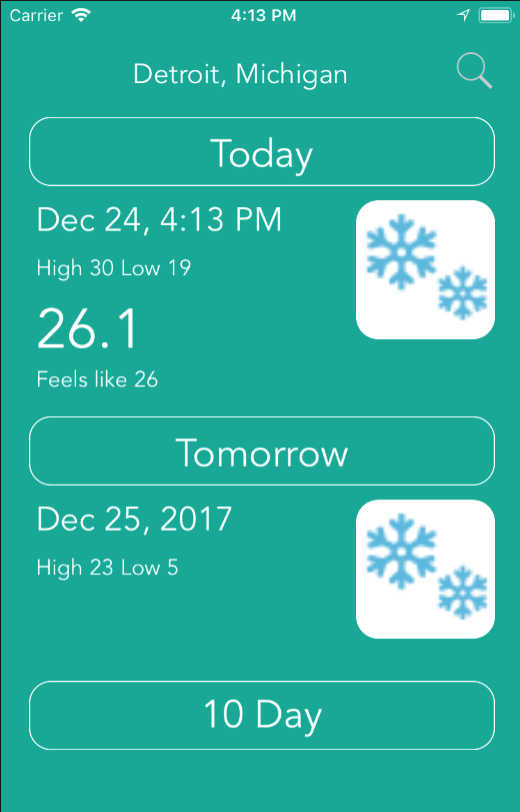 Carrier 4:13 PM
Detroit, Michigan
Today
Dec 24, 4:13 PM
High 30 Low 19
26.1
Feels like 26
Tomorrow
Dec 25, 2017
High 23 Low 5
10 Day